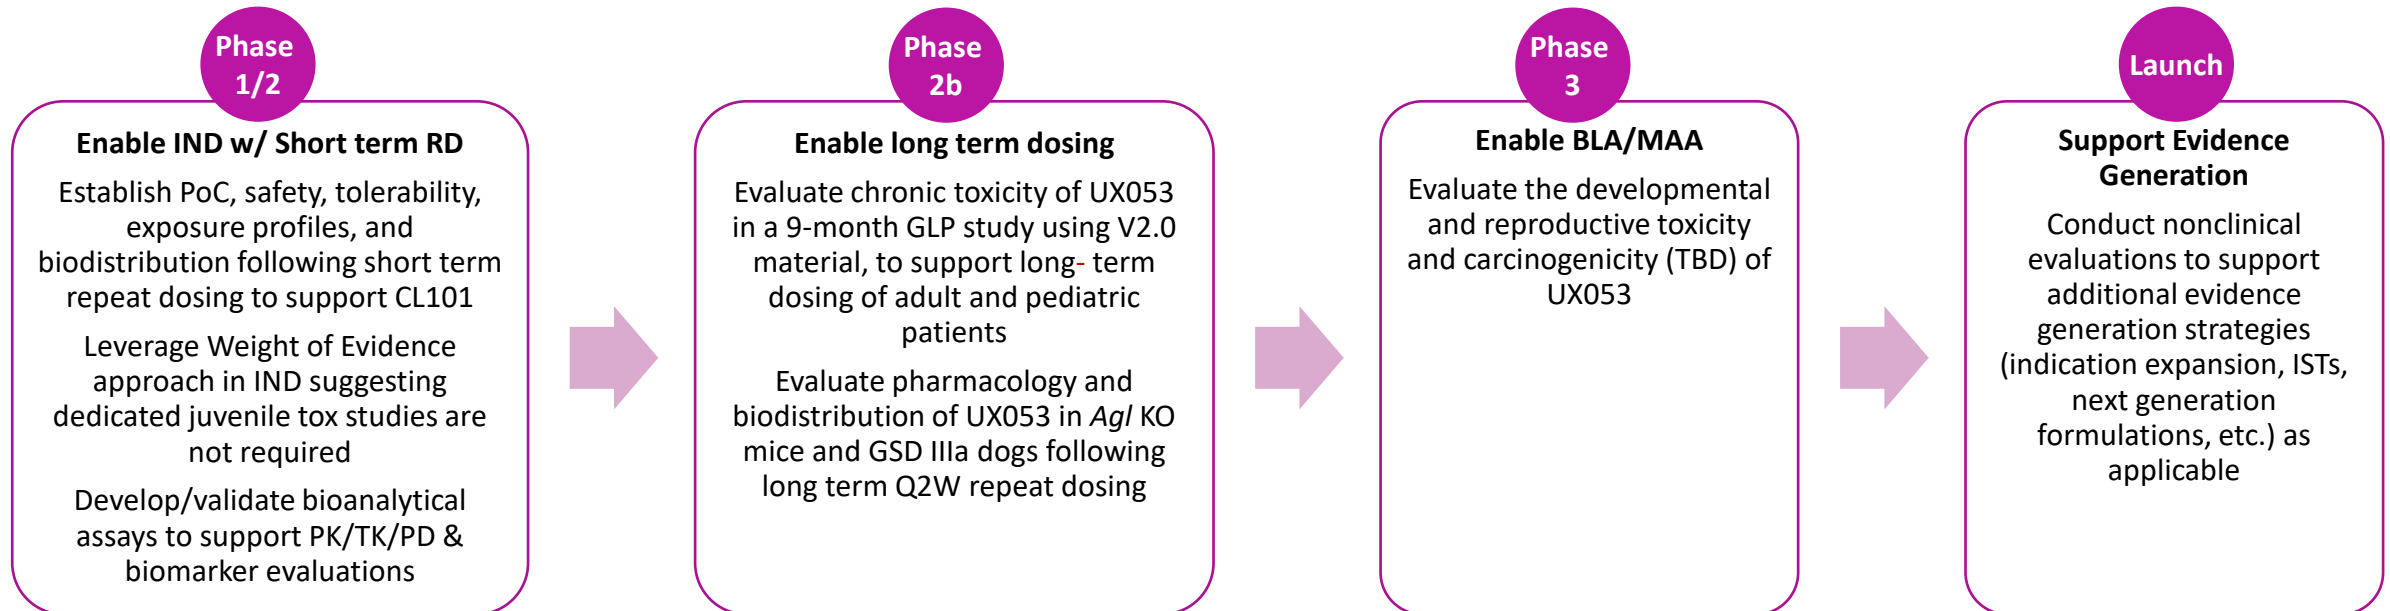 Phase
1/2
Enable IND w/ Short term RD
Establish PoC, safety, tolerability,
exposure profiles, and
biodistribution following short term
repeat dosing to support CL101
Leverage Weight of Evidence
approach in IND suggesting
dedicated juvenile tox studies are
not required
Develop/validate bioanalytical
assays to support PK/TK/PD &
biomarker evaluations
Phase
2b
Enable long term dosing
Evaluate chronic toxicity of UX053
in a 9-month GLP study using V2.0
material, to support long- term
dosing of adult and pediatric
patients
Evaluate pharmacology and
biodistribution of UX053 in Agl KO
mice and GSD IIIa dogs following
long term Q2W repeat dosing
Phase
3
Enable BLA/MAA
Evaluate the developmental
and reproductive toxicity
and carcinogenicity (TBD) of
UX053
Launch
Support Evidence
Generation
Conduct nonclinical
evaluations to support
additional evidence
generation strategies
(indication expansion, ISTs,
next generation
formulations, etc.) as
applicable